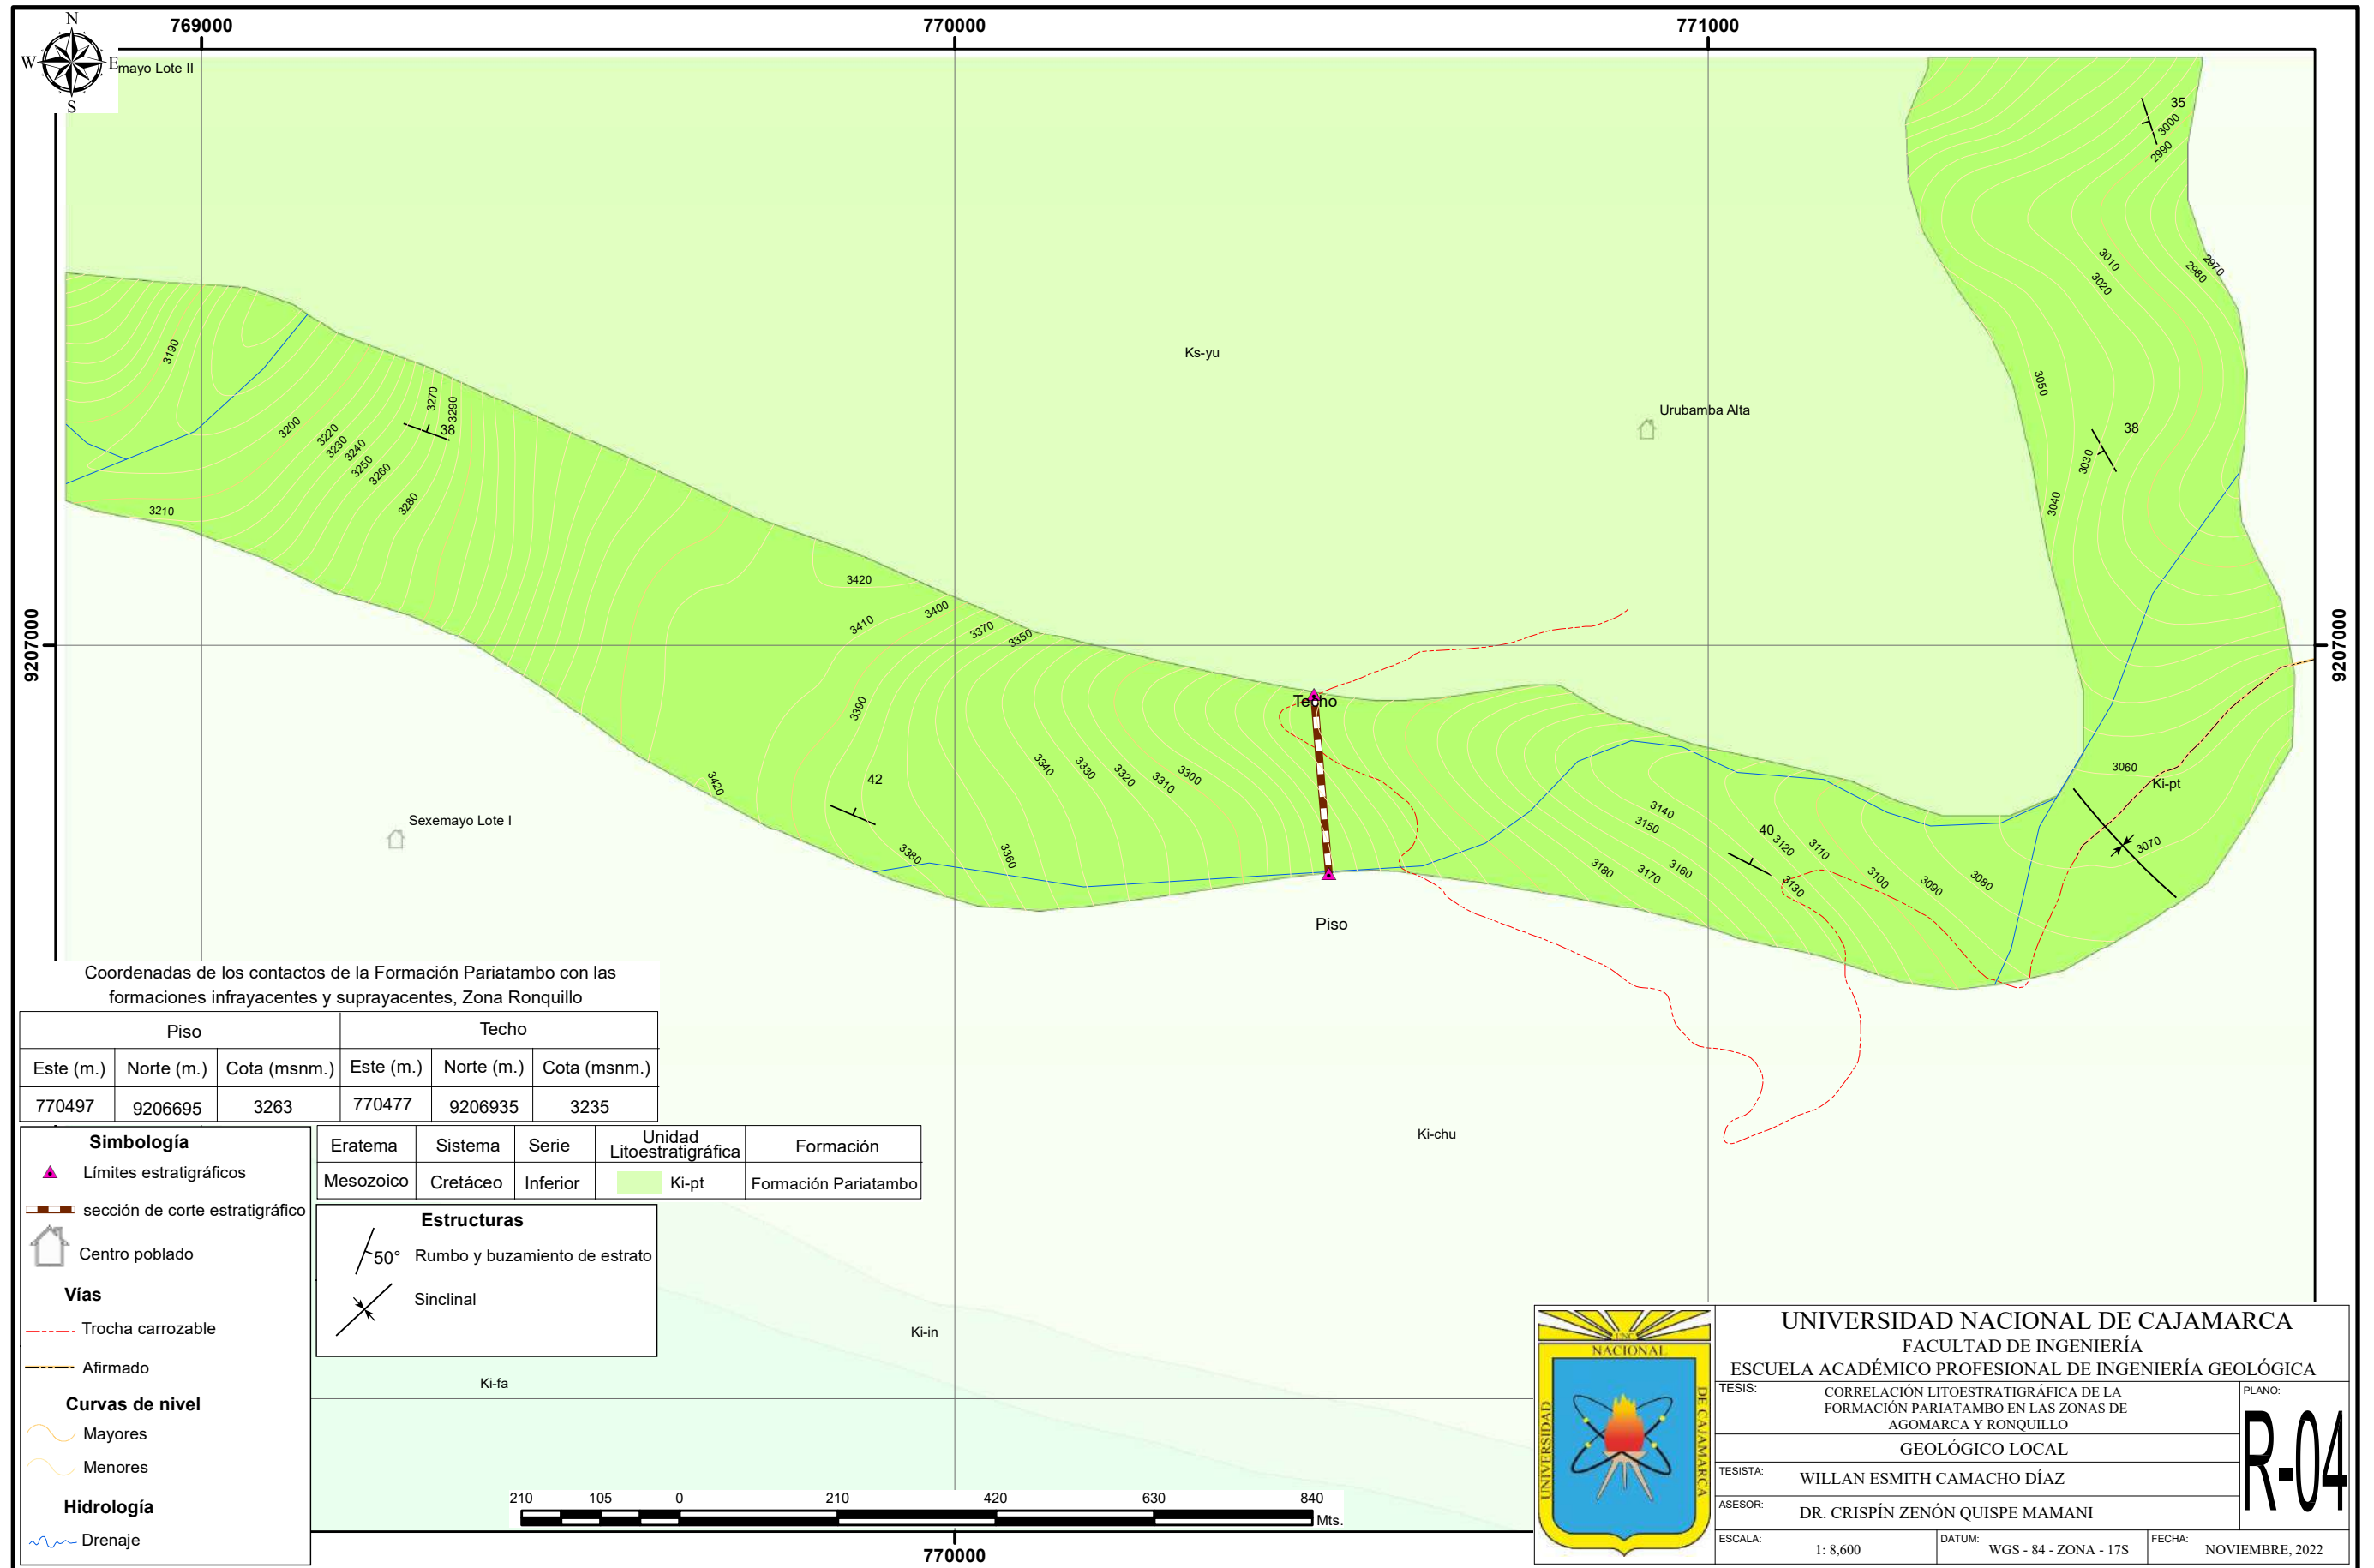 769000
770000
771000
N
W
E
S
mayo Lote II
35
3000
2990
3010
3020
2970
2980
3190
Ks-yu
3270
3290
38
3200
3220
3230
3240
3250
3260
3280
3210
Urubamba Alta
3050
38
3030
3040
3420
3410
3400
3370
3350
9207000
9207000
Techo
3390
3420
42
3340
3330
3320
3310
3300
3060
Ki-pt
3070
Sexemayo Lote I
3380
3360
3140
3150
40
3120
3110
3180
3170
3160
3130
3100
3090
3080
Piso
Coordenadas de los contactos de la Formación Pariatambo con las
formaciones infrayacentes y suprayacentes, Zona Ronquillo
Piso
Techo
Este (m.)
Norte (m.)
Cota (msnm.)
Este (m.)
Norte (m.)
Cota (msnm.)
770497
9206695
3263
770477
9206935
3235
Ki-chu
Simbología
Límites estratigráficos
sección de corte estratigráfico
Centro poblado
Vías
Trocha carrozable
Afirmado
Curvas de nivel
Mayores
Menores
Hidrología
Drenaje
Eratema
Sistema
Serie
Unidad
Litoestratigráfica
Formación
Mesozoico
Cretáceo
Inferior
Ki-pt
Formación Pariatambo
Estructuras
50°
Rumbo y buzamiento de estrato
Sinclinal
Ki-in
Ki-fa
210
105
0
210
420
630
840
Mts.
770000
UNC
NACIONAL
UNIVERSIDAD
DE CAJAMARCA
UNIVERSIDAD NACIONAL DE CAJAMARCA
FACULTAD DE INGENIERÍA
ESCUELA ACADÉMICO PROFESIONAL DE INGENIERÍA GEOLÓGICA
TESIS:
CORRELACIÓN LITOESTRATIGRÁFICA DE LA
FORMACIÓN PARIATAMBO EN LAS ZONAS DE
AGOMARCA Y RONQUILLO
PLANO:
R-04
GEOLÓGICO LOCAL
TESISTA:
WILLAN ESMITH CAMACHO DÍAZ
ASESOR:
DR. CRISPÍN ZENÓN QUISPE MAMANI
ESCALA:
1: 8,600
DATUM:
WGS - 84 - ZONA - 17S
FECHA:
NOVIEMBRE, 2022